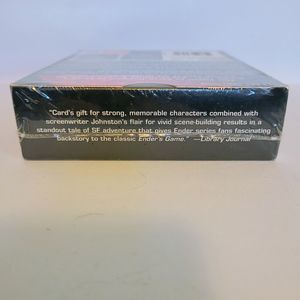 "Card's gift for strong, memorable characters combined with
screenwriter Johnston's flair for vivid scene-building results in a
standout tale of SF adventure that gives Ender series fans fascinating
backstory to the classic Ender's Game." —Library Journal